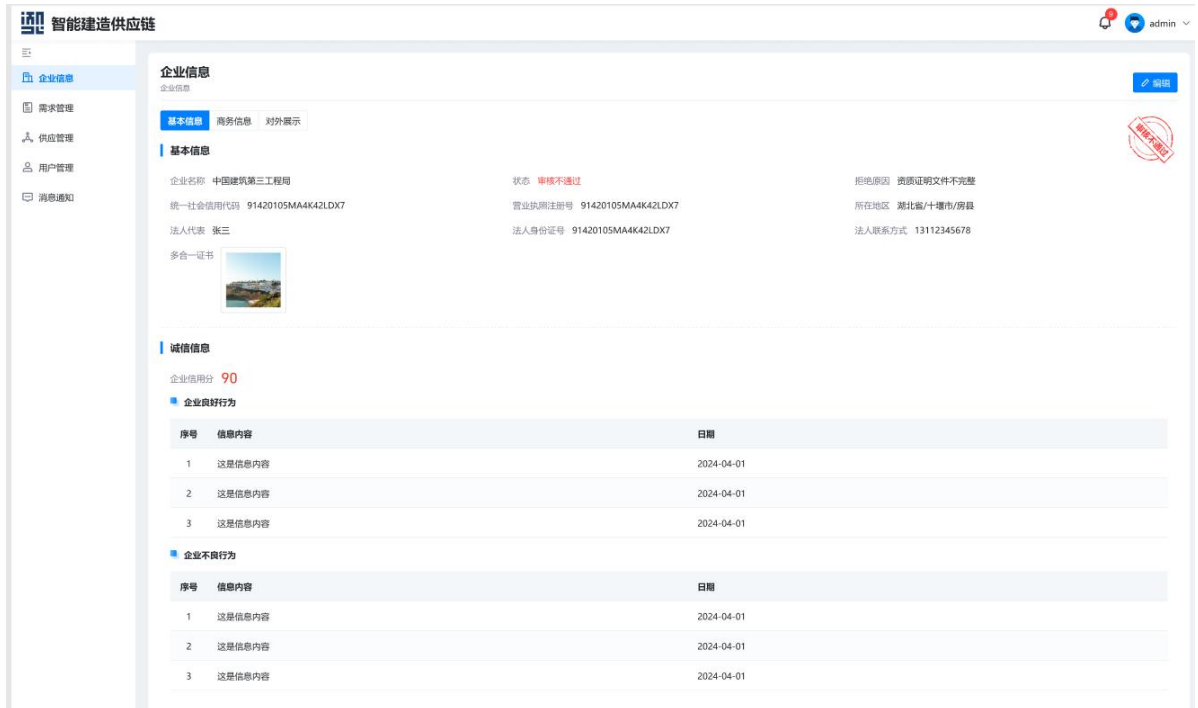 智能建造供应链
9
admin
企业信息
需求管理
供应管理
用户管理
消息通知
企业信息
企业信息
编辑
基本信息 商务信息 对外展示
审核不通过
基本信息
企业名称 中国建筑第三工程局 状态 审核不通过 拒绝原因 资质证明文件不完整
统一社会信用代码 91420105MA4K42LDX7 营业执照注册号 91420105MA4K42LDX7 所在地区 湖北省/十堰市/房县
法人代表 张三 法人身份证号 91420105MA4K42LDX7 法人联系方式 13112345678
多合一证书
诚信信息
企业信用分 90
企业良好行为
序号 信息内容 日期
1 这是信息内容 2024-04-01
2 这是信息内容 2024-04-01
3 这是信息内容 2024-04-01
企业不良行为
序号 信息内容 日期
1 这是信息内容 2024-04-01
2 这是信息内容 2024-04-01
3 这是信息内容 2024-04-01